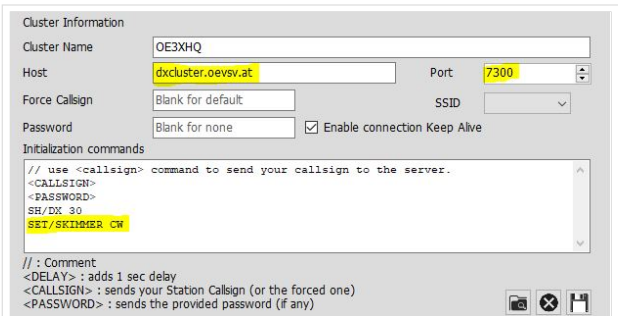 Cluster Information
Cluster Name OE3XHQ
Host dxcluster.oevsv.at Port 7300
Force Callsign Blank for default SSID
Password Blank for none Enable connection Keep Alive
Initialization commands
// use <callsign> command to send your callsign to the server.
<CALLSIGN>
<PASSWORD>
SH/DX 30
SET/SKIMMER CW
// : Comment
<DELAY> : adds 1 sec delay
<CALLSIGN> : sends your Station Callsign (or the forced one)
<PASSWORD> : sends the provided password (if any)